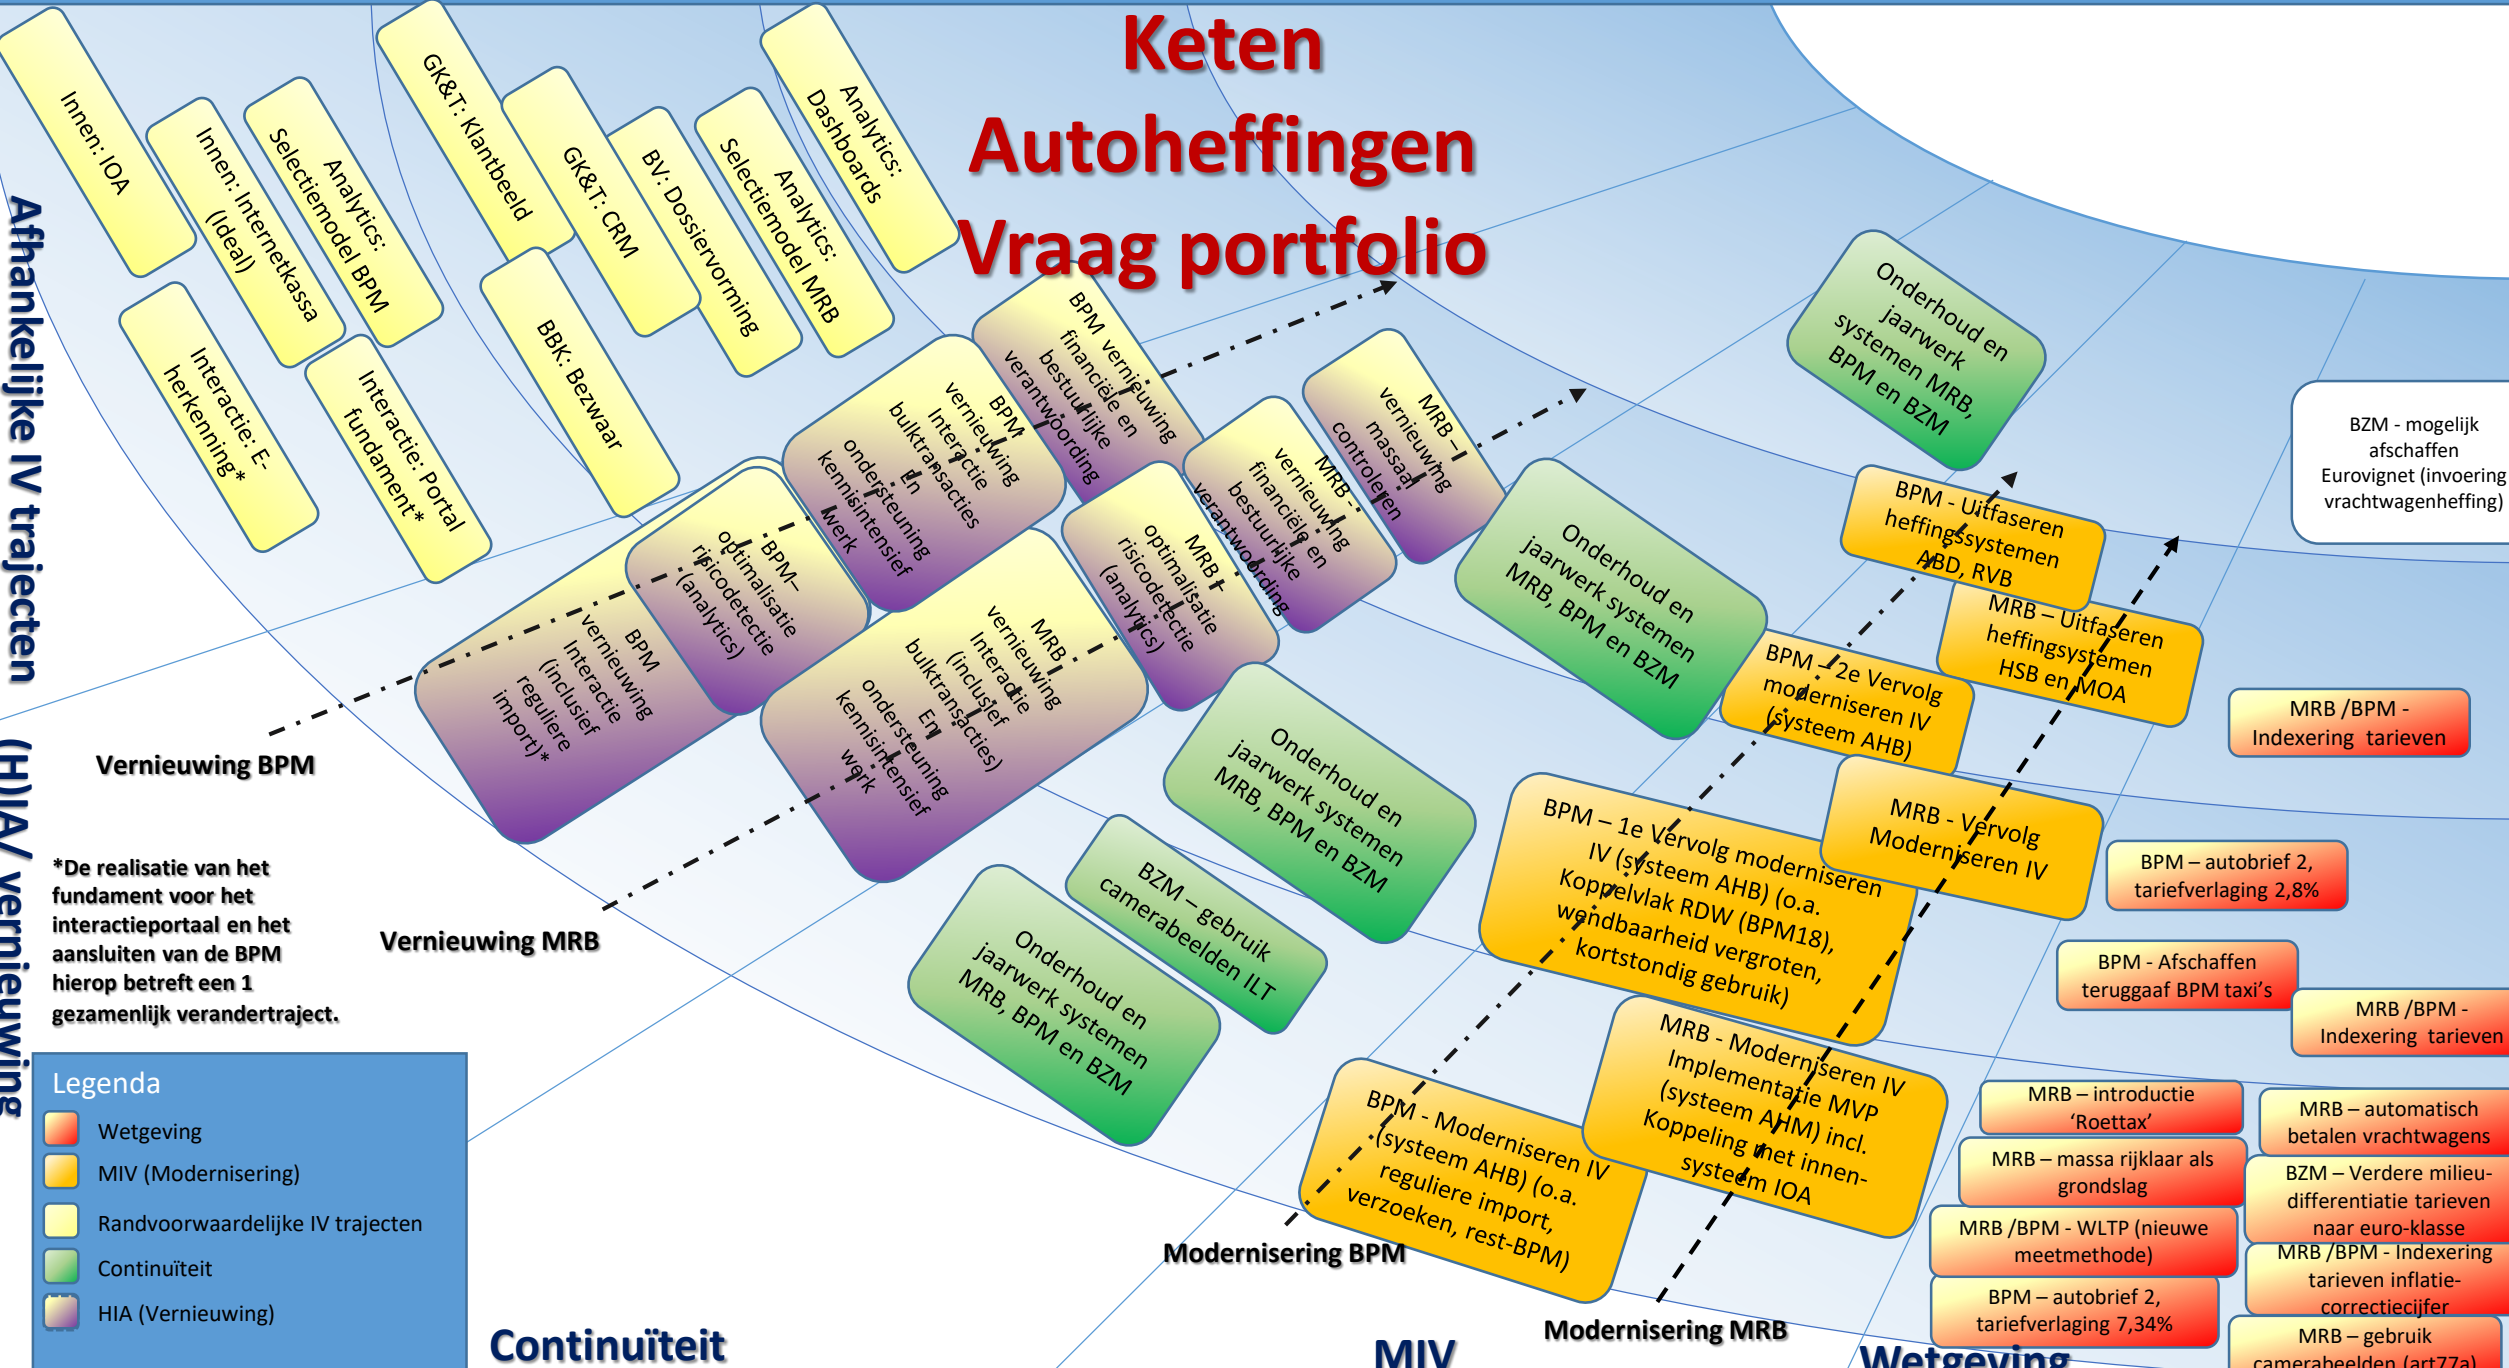 Keten
Autoheffingen
Vraag portfolio
Afhankelijke IV trajecten
(H)IA/ vernieuwing
Innen: IOA
Innen: Internetkassa
(Ideal)
Analytics:
Selectiemodel BPM
GK&T: Klantbeeld
GK&T: CRM
BV: Dossiervorming
Analytics:
Selectiemodel MRB
Analytics:
Dashboards
Interactie: E-
herkenning*
Interactie: Portal
fundament*
BBK: Bezwaar
BPM vernieuwing
financiële en
bestuurlijke
verantwoording
BPM
vernieuwing
Interactie
bulktransacties
En
ondersteuning
kennisintensief
werk
BPM–
optimalisatie
risicodetectie
(analytics)
BPM
vernieuwing
Interactie
(inclusief
reguliere
import)*
MRB –
vernieuwing
massaal
controleren
MRB -
vernieuwing
financiële en
bestuurlijke
verantwoording
MRB –
optimalisatie
risicodetectie
(analytics)
MRB
vernieuwing
Interactie
(inclusief
bulktransacties)
En
ondersteuning
kennisintensief
werk
Vernieuwing BPM
Vernieuwing MRB
*De realisatie van het
fundament voor het
interactieportaal en het
aansluiten van de BPM
hierop betreft een 1
gezamenlijk verandertraject.
Onderhoud en
jaarwerk
systemen MRB,
BPM en BZM
Onderhoud en
jaarwerk systemen
MRB, BPM en BZM
Onderhoud en
jaarwerk systemen
MRB, BPM en BZM
BZM – gebruik
camerabeelden ILT
Onderhoud en
jaarwerk systemen
MRB, BPM en BZM
BPM - Uitfaseren
heffingssystemen
ABD, RVB
MRB – Uitfaseren
heffingsystemen
HSB en MOA
BPM – 2e Vervolg
moderniseren IV
(systeem AHB)
MRB - Vervolg
Moderniseren IV
BPM – 1e Vervolg moderniseren
IV (systeem AHB) (o.a.
Koppelvlak RDW (BPM18),
wendbaarheid vergroten,
kortstondig gebruik)
MRB - Moderniseren IV
Implementatie MVP
(systeem AHM) incl.
Koppeling met innen-
systeem IOA
BPM - Moderniseren IV
(systeem AHB) (o.a.
reguliere import,
verzoeken, rest-BPM)
Modernisering BPM
Modernisering MRB
BZM - mogelijk
afschaffen
Eurovignet (invoering
vrachtwagenheffing)
MRB /BPM -
Indexering tarieven
BPM – autobrief 2,
tariefverlaging 2,8%
BPM - Afschaffen
teruggaaf BPM taxi’s
MRB /BPM -
Indexering tarieven
MRB – introductie
‘Roettax’
MRB – automatisch
betalen vrachtwagens
MRB – massa rijklaar als
grondslag
BZM – Verdere milieu-
differentiatie tarieven
naar euro-klasse
MRB /BPM - WLTP (nieuwe
meetmethode)
MRB /BPM - Indexering
tarieven inflatie-
correctiecijfer
BPM – autobrief 2,
tariefverlaging 7,34%
MRB – gebruik
camerabeelden (art77a)
Legenda
Wetgeving
MIV (Modernisering)
Randvoorwaardelijke IV trajecten
Continuïteit
HIA (Vernieuwing)
Continuïteit
MIV
Wetgeving